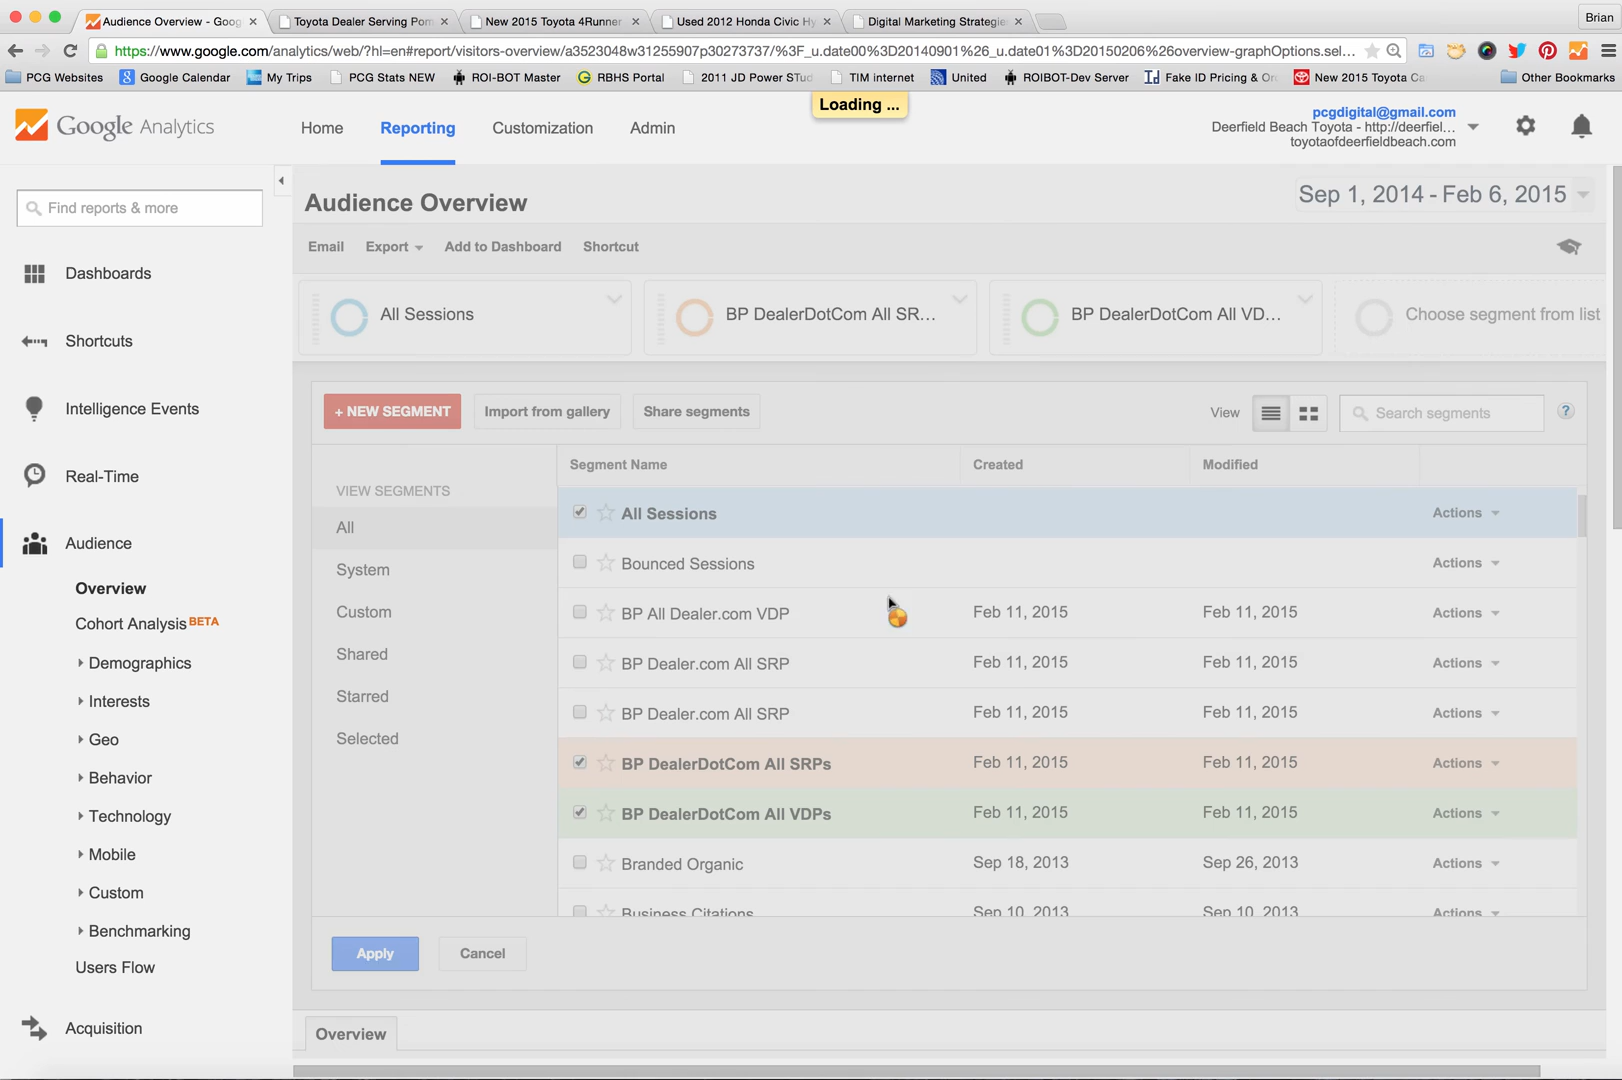 Audience Overview - Goog
Toyota Dealer Serving Pom
New 2015 Toyota 4Runner
Used 2012 Honda Civic Hy
Digital Marketing Strategie
Brian
https://www.google.com/analytics/web/?hl=en#report/visitors-overview/a3523048w31255907p30273737/%3F_u.date00%3D20140901%26_u.date01%3D20150206%26overview-graphOptions.sel...
PCG Websites
Google Calendar
My Trips
PCG Stats NEW
ROI-BOT Master
RBHS Portal
2011 JD Power STud
TIM internet
United
ROIBOT-Dev Server
Fake ID Pricing & Or
New 2015 Toyota Ca
Other Bookmarks
Loading ...
Google Analytics
Home
Reporting
Customization
Admin
pcgdigital@gmail.com
Deerfield Beach Toyota - http://deerfiel...
toyotaofdeerfieldbeach.com
Find reports & more
Dashboards
Shortcuts
Intelligence Events
Real-Time
Audience
Overview
Cohort Analysis BETA
Demographics
Interests
Geo
Behavior
Technology
Mobile
Custom
Benchmarking
Users Flow
Acquisition
Audience Overview
Sep 1, 2014 - Feb 6, 2015
Email
Export
Add to Dashboard
Shortcut
All Sessions
BP DealerDotCom All SR...
BP DealerDotCom All VD...
Choose segment from list
+ NEW SEGMENT
Import from gallery
Share segments
View
Search segments
?
VIEW SEGMENTS
All
System
Custom
Shared
Starred
Selected
Segment Name Created Modified
All Sessions Actions
Bounced Sessions Actions
BP All Dealer.com VDP Feb 11, 2015 Feb 11, 2015 Actions
BP Dealer.com All SRP Feb 11, 2015 Feb 11, 2015 Actions
BP Dealer.com All SRP Feb 11, 2015 Feb 11, 2015 Actions
BP DealerDotCom All SRPs Feb 11, 2015 Feb 11, 2015 Actions
BP DealerDotCom All VDPs Feb 11, 2015 Feb 11, 2015 Actions
Branded Organic Sep 18, 2013 Sep 26, 2013 Actions
Business Citations Sep 10, 2013 Sep 10, 2013 Actions
Apply
Cancel
Overview